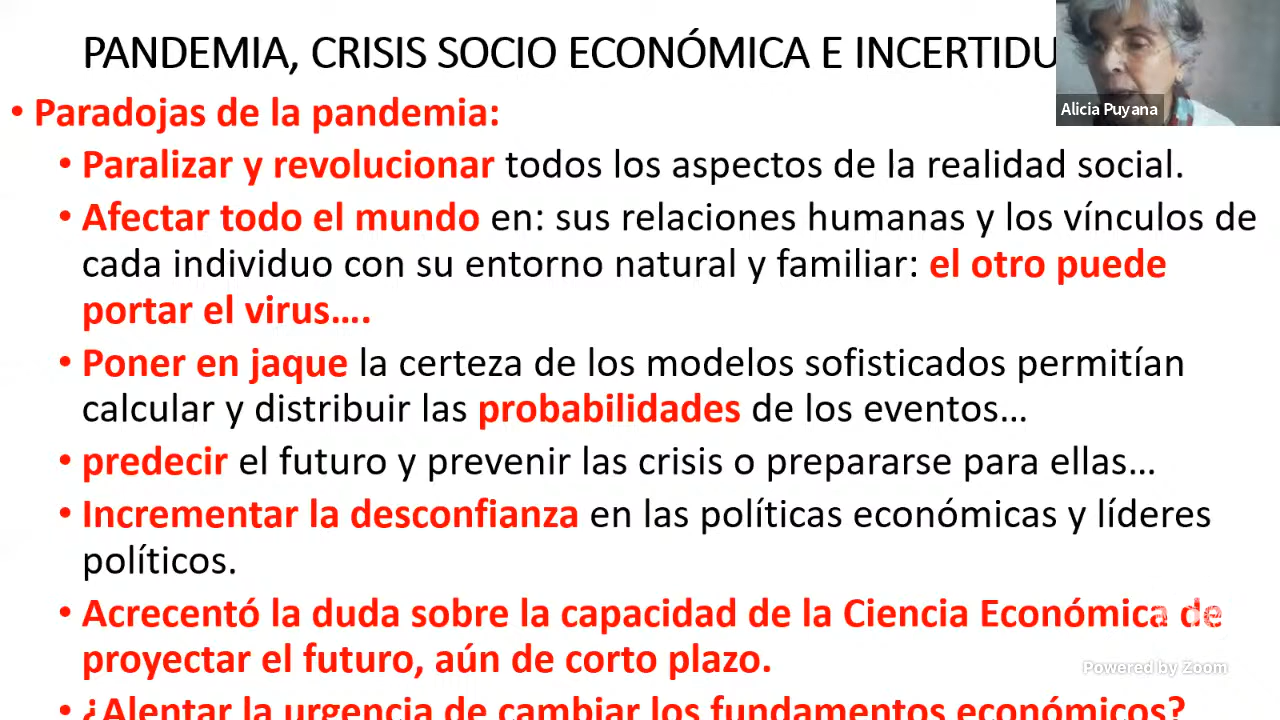 PANDEMIA, CRISIS SOCIO ECONÓMICA E INCERTIDU
Alicia Puyana
• Paradojas de la pandemia:
• Paralizar y revolucionar todos los aspectos de la realidad social.
• Afectar todo el mundo en: sus relaciones humanas y los vínculos de
cada individuo con su entorno natural y familiar: el otro puede
portar el virus….
• Poner en jaque la certeza de los modelos sofisticados permitían
calcular y distribuir las probabilidades de los eventos…
• predecir el futuro y prevenir las crisis o prepararse para ellas…
• Incrementar la desconfianza en las políticas económicas y líderes
políticos.
• Acrecentó la duda sobre la capacidad de la Ciencia Económica de
proyectar el futuro, aún de corto plazo.
Powered by Zoom
• ¿Alentar la urgencia de cambiar los fundamentos económicos?